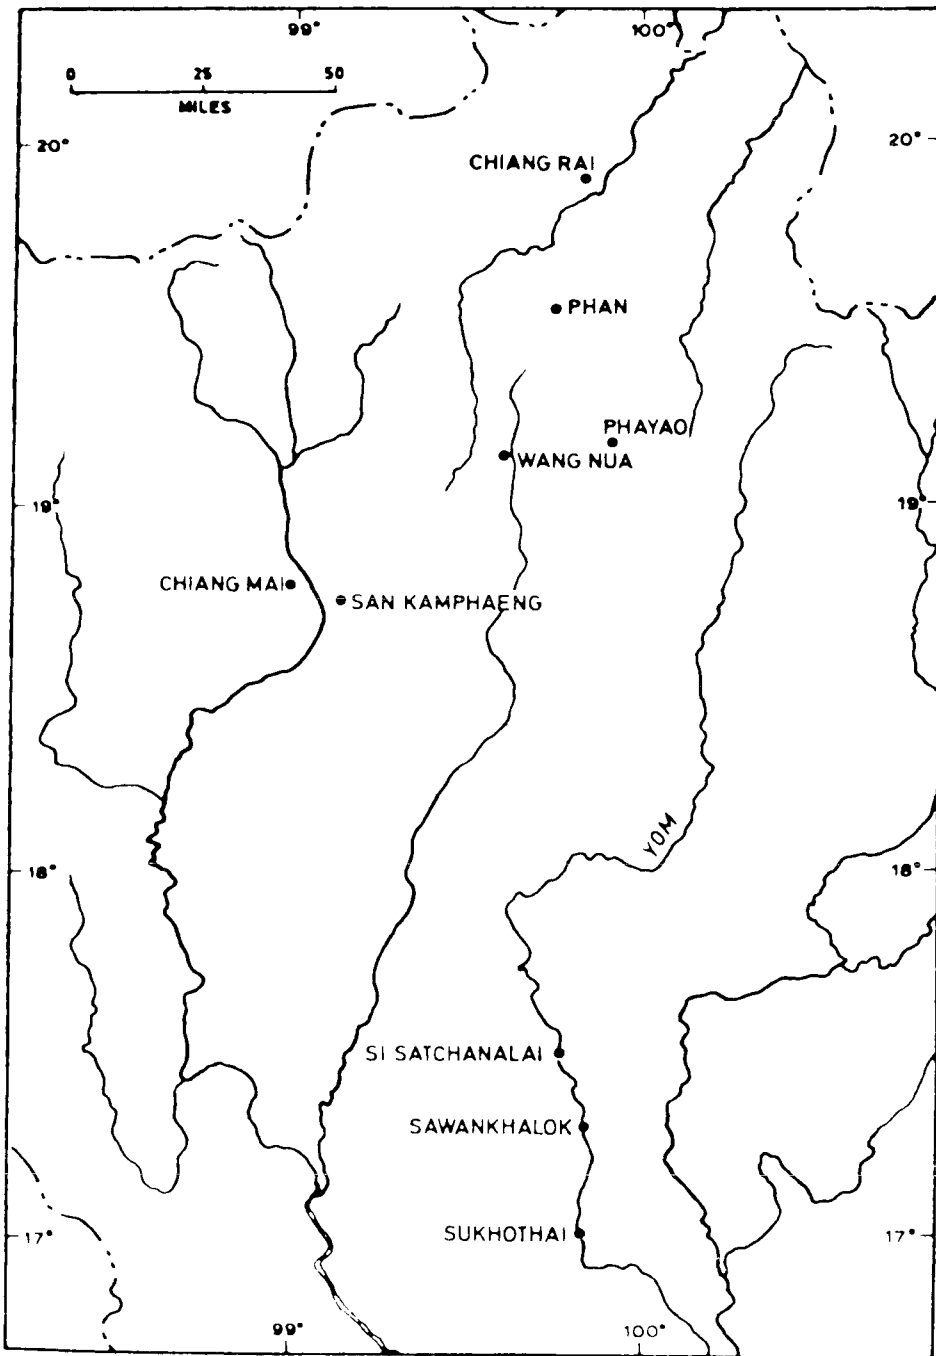 99°
100°
0 25 50
MILES
20°
20°
CHIANG RAI
PHAN
PHAYAO
WANG NUA
19°
19°
CHIANG MAI
SAN KAMPHAENG
YOM
18°
18°
SI SATCHANALAI
SAWANKHALOK
SUKHOTHAI
17°
17°
99°
100°